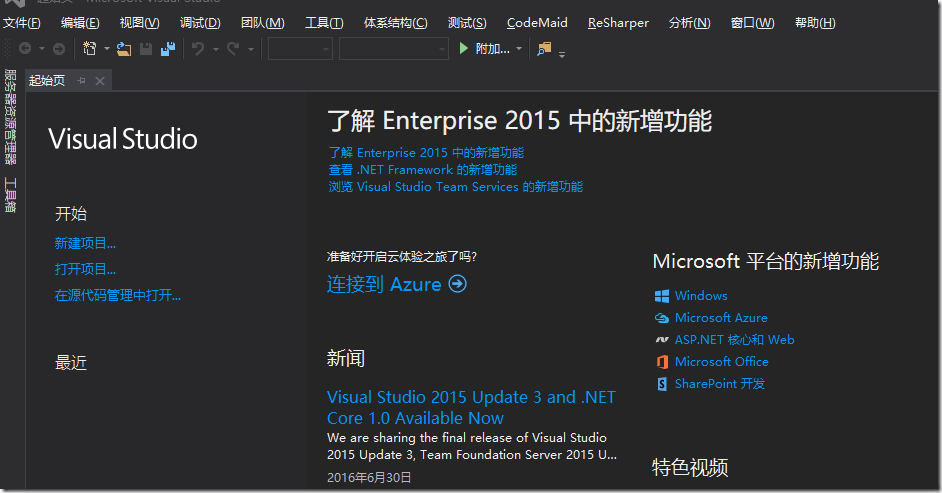 起始页 - Microsoft Visual Studio
文件(F) 编辑(E) 视图(V) 调试(D) 团队(M) 工具(T) 体系结构(C) 测试(S) CodeMaid ReSharper 分析(N) 窗口(W) 帮助(H)
附加...
服务器资源管理器
工具箱
起始页
Visual Studio
开始
新建项目...
打开项目...
在源代码管理中打开...
最近
了解 Enterprise 2015 中的新增功能
了解 Enterprise 2015 中的新增功能
查看 .NET Framework 的新增功能
浏览 Visual Studio Team Services 的新增功能
准备好开启云体验之旅了吗?
连接到 Azure
新闻
Visual Studio 2015 Update 3 and .NET
Core 1.0 Available Now
We are sharing the final release of Visual Studio
2015 Update 3, Team Foundation Server 2015 U...
2016年6月30日
Microsoft 平台的新增功能
Windows
Microsoft Azure
ASP.NET 核心和 Web
Microsoft Office
SharePoint 开发
特色视频